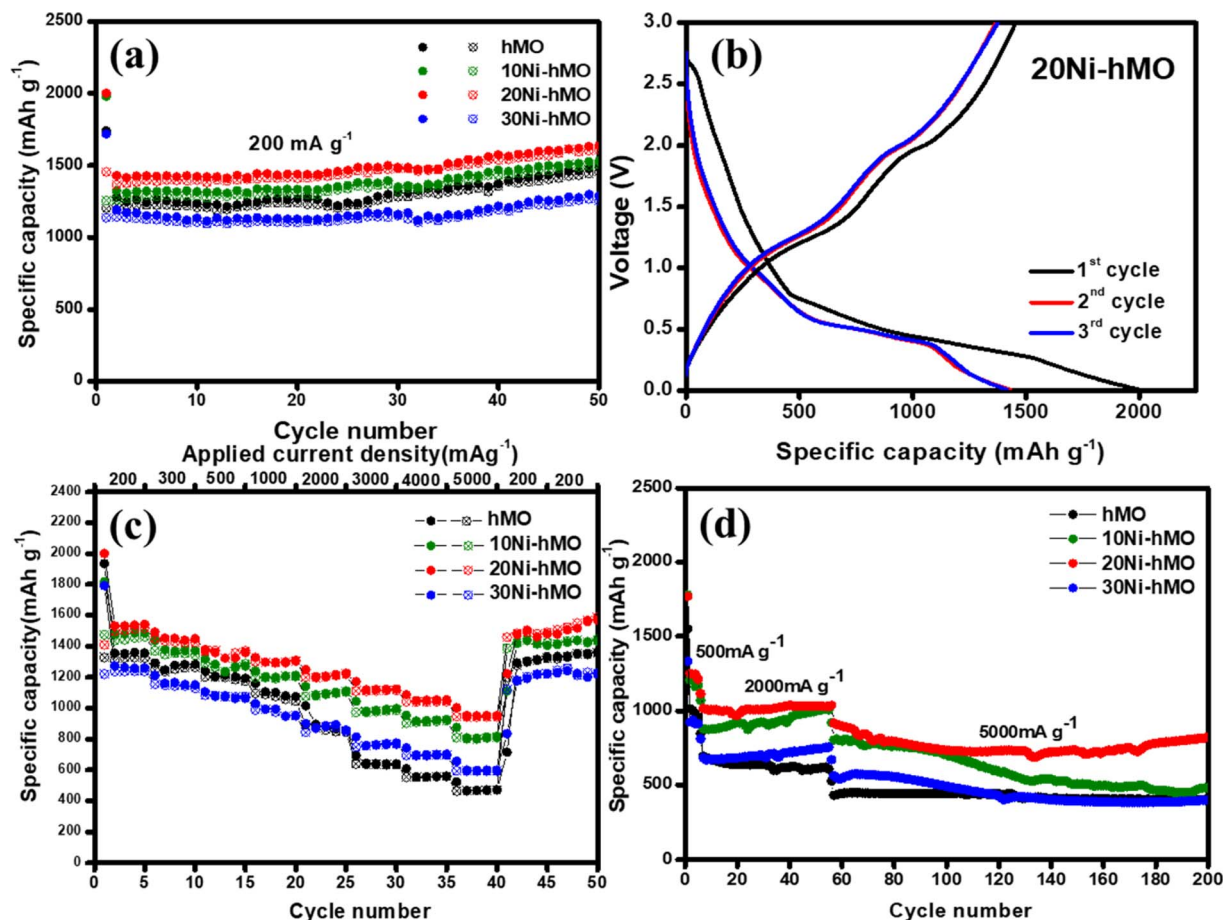 (a)
hMO
10Ni-hMO
20Ni-hMO
30Ni-hMO
200 mA g⁻¹
Specific capacity (mAh g⁻¹)
2500
2000
1500
1000
500
0
0 10 20 30 40 50
Cycle number
(b)
20Ni-hMO
Voltage (V)
3.0
2.5
2.0
1.5
1.0
0.5
0.0
1ˢᵗ cycle
2ⁿᵈ cycle
3ʳᵈ cycle
0 500 1000 1500 2000
Specific capacity (mAh g⁻¹)
Applied current density(mAg⁻¹)
200 300 500 1000 2000 3000 4000 5000 200 200
(c)
hMO
10Ni-hMO
20Ni-hMO
30Ni-hMO
Specific capacity(mAh g⁻¹)
2400
2200
2000
1800
1600
1400
1200
1000
800
600
400
200
0
0 5 10 15 20 25 30 35 40 45 50
Cycle number
(d)
hMO
10Ni-hMO
20Ni-hMO
30Ni-hMO
500mA g⁻¹
2000mA g⁻¹
5000mA g⁻¹
Specific capacity (mAh g⁻¹)
2500
2000
1500
1000
500
0
0 20 40 60 80 100 120 140 160 180 200
Cycle number